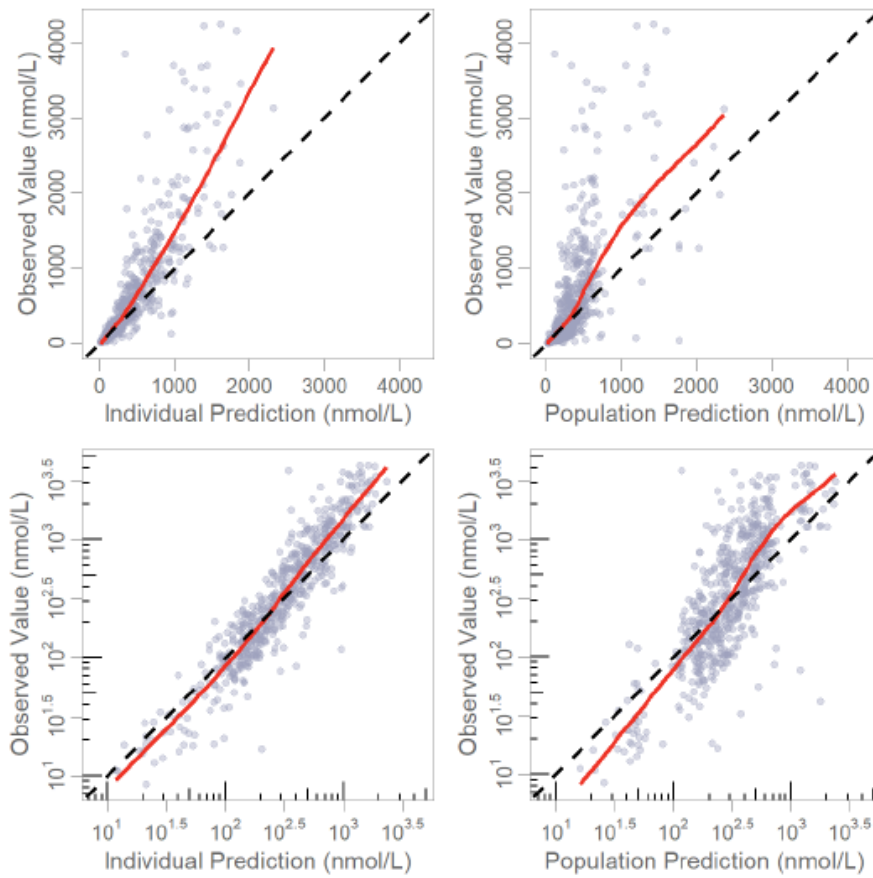 Observed Value (nmol/L)
4000
3000
2000
1000
0
0 1000 2000 3000 4000
Individual Prediction (nmol/L)
Observed Value (nmol/L)
4000
3000
2000
1000
0
0 1000 2000 3000 4000
Population Prediction (nmol/L)
Observed Value (nmol/L)
10^3.5
10^3
10^2.5
10^2
10^1.5
10^1
10^1 10^1.5 10^2 10^2.5 10^3 10^3.5
Individual Prediction (nmol/L)
Observed Value (nmol/L)
10^3.5
10^3
10^2.5
10^2
10^1.5
10^1
10^1 10^1.5 10^2 10^2.5 10^3 10^3.5
Population Prediction (nmol/L)